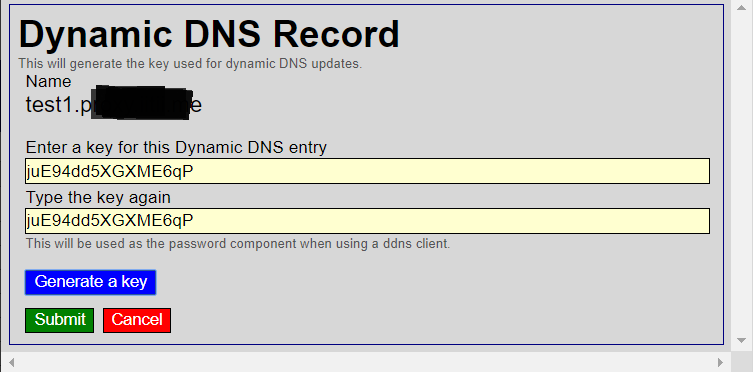 Dynamic DNS Record
This will generate the key used for dynamic DNS updates.
Name
test1.p
Enter a key for this Dynamic DNS entry
juE94dd5XGXME6qP
Type the key again
juE94dd5XGXME6qP
This will be used as the password component when using a ddns client.
Generate a key
Submit Cancel